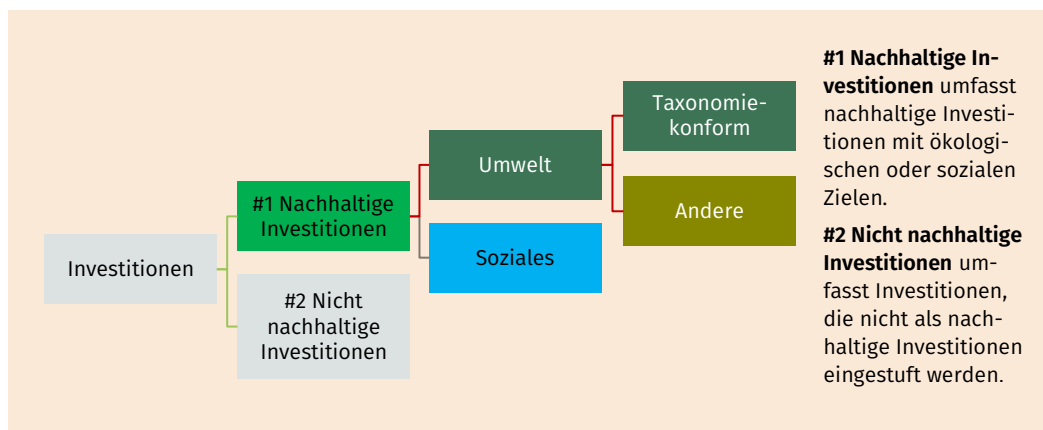 Investitionen
#1 Nachhaltige
Investitionen
#2 Nicht
nachhaltige
Investitionen
Umwelt
Soziales
Taxonomie-
konform
Andere
#1 Nachhaltige In-
vestitionen umfasst
nachhaltige Investi-
tionen mit ökologi-
schen oder sozialen
Zielen.
#2 Nicht nachhaltige
Investitionen um-
fasst Investitionen,
die nicht als nach-
haltige Investitionen
eingestuft werden.